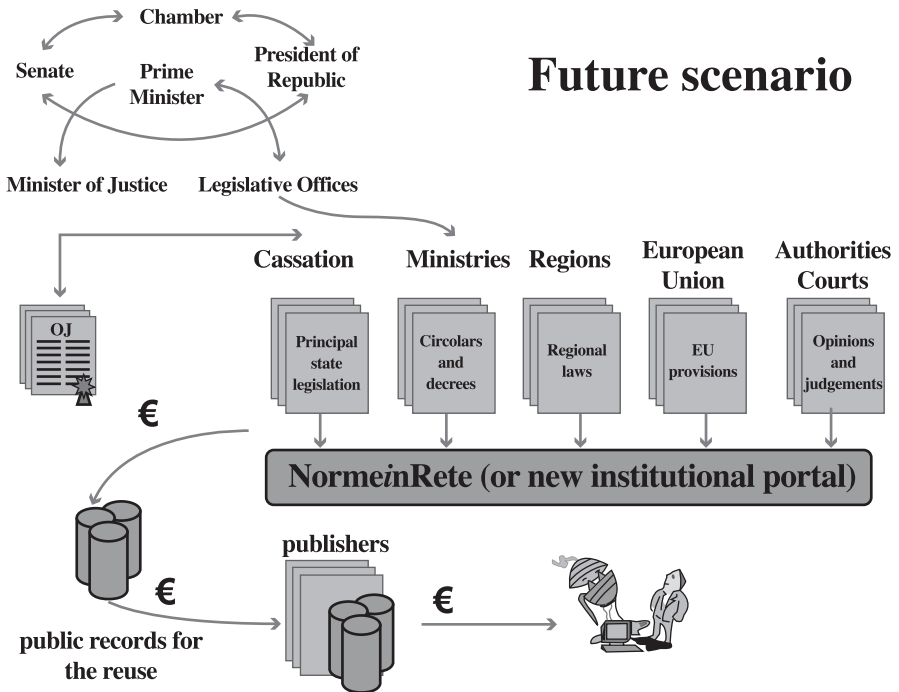 Chamber
Future scenario
Senate
Prime
Minister
President of
Republic
Minister of Justice
Legislative Offices
Cassation
Ministries
Regions
European
Union
Authorities
Courts
OJ
Principal
state
legislation
Circolars
and
decrees
Regional
laws
EU
provisions
Opinions
and
judgements
€
NormeinRete (or new institutional portal)
publishers
€
€
public records for
the reuse